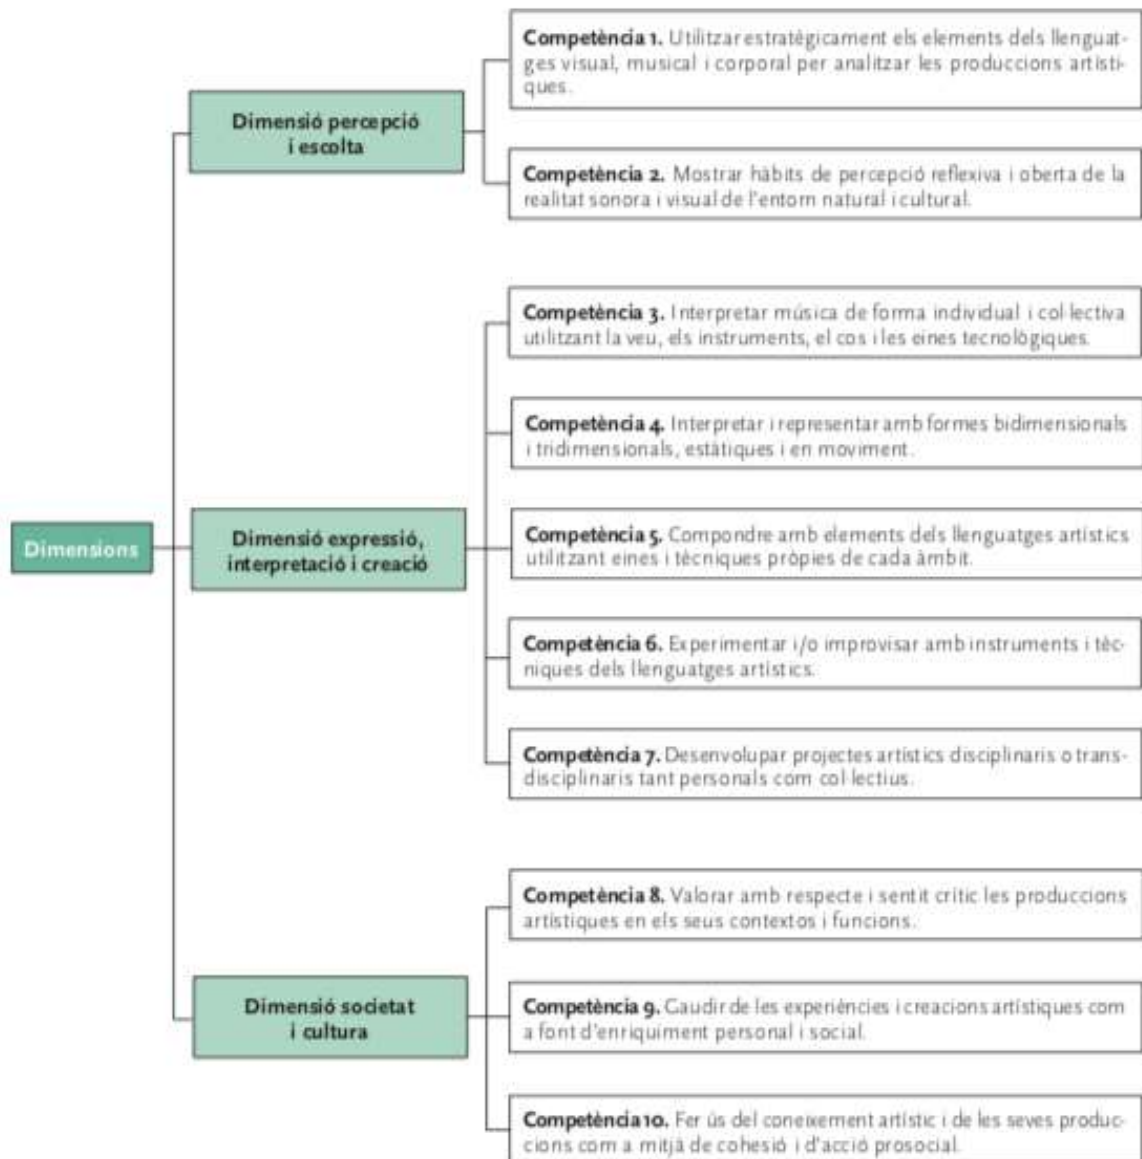 Competència 1. Utilitzar estratègicament els elements dels llenguat-
ges visual, musical i corporal per analitzar les produccions artísti-
ques.
Dimensió percepció
i escolta
Competència 2. Mostrar hàbits de percepció reflexiva i oberta de la
realitat sonora i visual de l'entorn natural i cultural.
Competència 3. Interpretar música de forma individual i col·lectiva
utilitzant la veu, els instruments, el cos i les eines tecnològiques.
Competència 4. Interpretar i representar amb formes bidimensionals
i tridimensionals, estàtiques i en moviment.
Dimensions
Dimensió expressió,
interpretació i creació
Competència 5. Compondre amb elements dels llenguatges artístics
utilitzant eines i tècniques pròpies de cada àmbit.
Competència 6. Experimentar i/o improvisar amb instruments i tèc-
niques dels llenguatges artístics.
Competència 7. Desenvolupar projectes artístics disciplinaris o trans-
disciplinaris tant personals com col·lectius.
Competència 8. Valorar amb respecte i sentit crític les produccions
artístiques en els seus contextos i funcions.
Dimensió societat
i cultura
Competència 9. Gaudir de les experiències i creacions artístiques com
a font d'enriquiment personal i social.
Competència 10. Fer ús del coneixement artístic i de les seves produc-
cions com a mitjà de cohesió i d'acció prosocial.